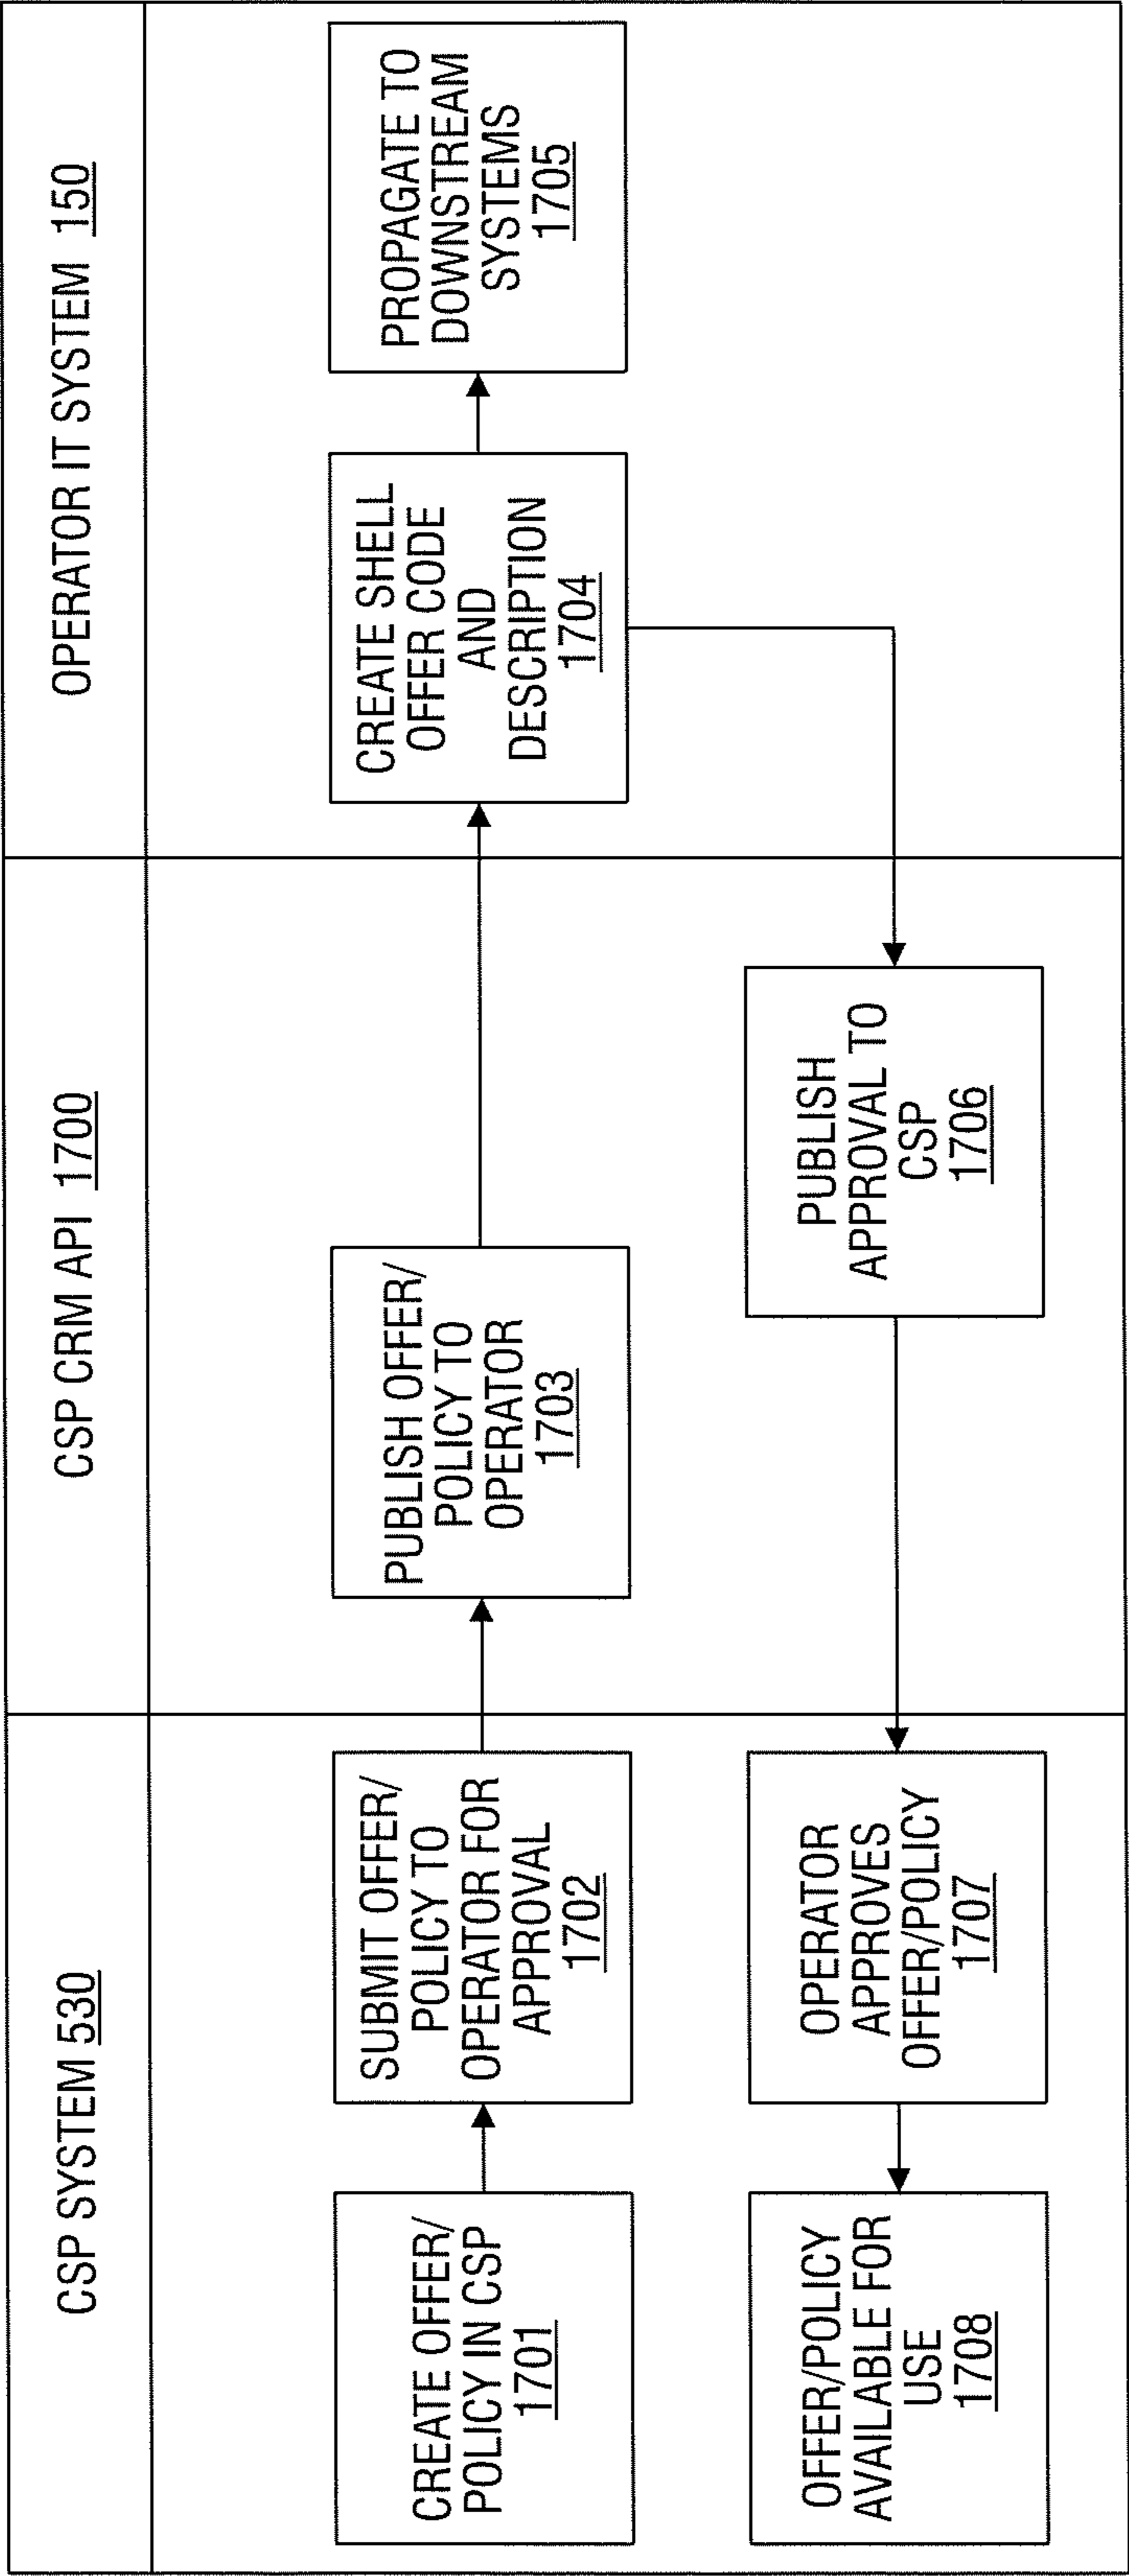 CSP SYSTEM 530
CSP CRM API 1700
OPERATOR IT SYSTEM 150
CREATE OFFER/
POLICY IN CSP
1701
SUBMIT OFFER/
POLICY TO
OPERATOR FOR
APPROVAL
1702
PUBLISH OFFER/
POLICY TO
OPERATOR
1703
CREATE SHELL
OFFER CODE
AND
DESCRIPTION
1704
PROPAGATE TO
DOWNSTREAM
SYSTEMS
1705
OFFER/POLICY
AVAILABLE FOR
USE
1708
OPERATOR
APPROVES
OFFER/POLICY
1707
PUBLISH
APPROVAL TO
CSP
1706